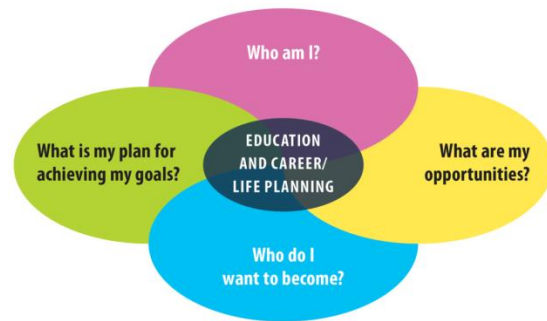 Who am I?
What is my plan for
achieving my goals?
EDUCATION
AND CAREER/
LIFE PLANNING
What are my
opportunities?
Who do I
want to become?